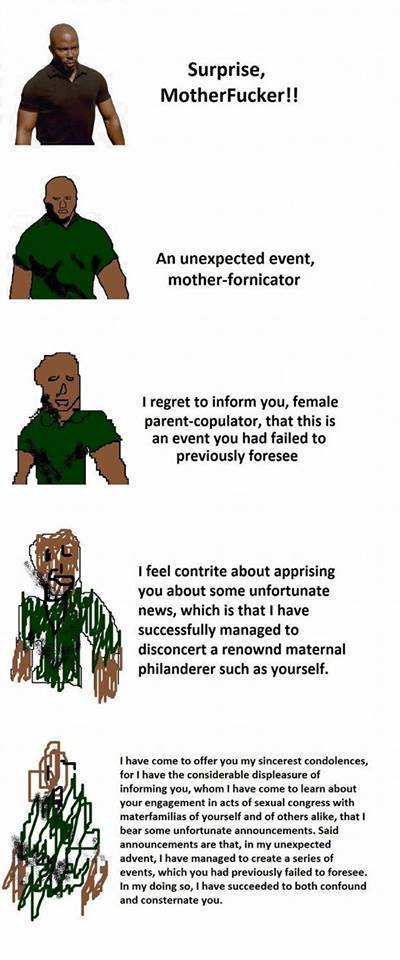 Surprise,
MotherFucker!!
An unexpected event,
mother-fornicator
I regret to inform you, female
parent-copulator, that this is
an event you had failed to
previously foresee
I feel contrite about apprising
you about some unfortunate
news, which is that I have
successfully managed to
disconcert a renownd maternal
philanderer such as yourself.
I have come to offer you my sincerest condolences,
for I have the considerable displeasure of
informing you, whom I have come to learn about
your engagement in acts of sexual congress with
materfamilias of yourself and of others alike, that I
bear some unfortunate announcements. Said
announcements are that, in my unexpected
advent, I have managed to create a series of
events, which you had previously failed to foresee.
In my doing so, I have succeeded to both confound
and consternate you.